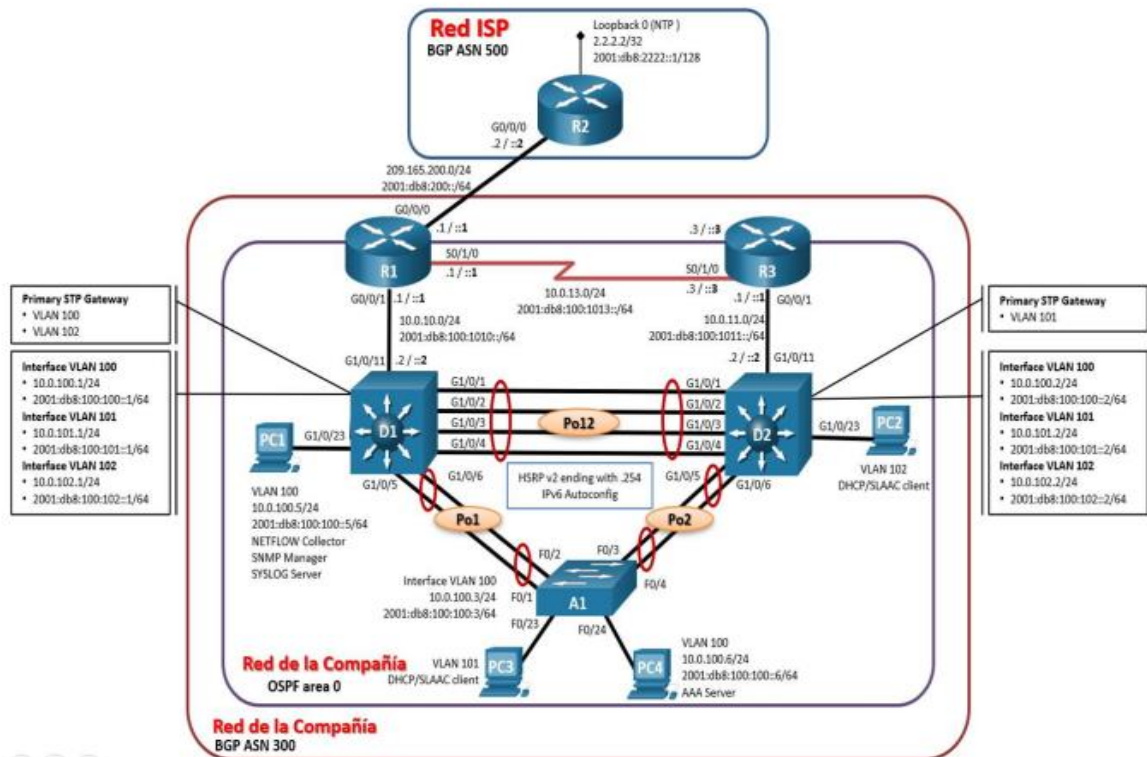 Red ISP
BGP ASN 500
Loopback 0 (NTP )
2.2.2.2/32
2001:db8:2222::1/128
R2
G0/0/0
.2 / ::2
209.165.200.0/24
2001:db8:200::/64
G0/0/0
.1 / ::1
R1
S0/1/0
.1 / ::1
.3 / ::3
R3
S0/1/0
.3 / ::3
10.0.13.0/24
2001:db8:100:1013::/64
G0/0/1
.1 / ::1
10.0.10.0/24
2001:db8:100:1010::/64
G1/0/11
.2 / ::2
.1 / ::1
G0/0/1
10.0.11.0/24
2001:db8:100:1011::/64
.2 / ::2
G1/0/11
Primary STP Gateway
• VLAN 100
• VLAN 102
Interface VLAN 100
• 10.0.100.1/24
• 2001:db8:100:100::1/64
Interface VLAN 101
• 10.0.101.1/24
• 2001:db8:100:101::1/64
Interface VLAN 102
• 10.0.102.1/24
• 2001:db8:100:102::1/64
Primary STP Gateway
• VLAN 101
Interface VLAN 100
• 10.0.100.2/24
• 2001:db8:100:100::2/64
Interface VLAN 101
• 10.0.101.2/24
• 2001:db8:100:101::2/64
Interface VLAN 102
• 10.0.102.2/24
• 2001:db8:100:102::2/64
G1/0/1
G1/0/2
G1/0/3
G1/0/4
Po12
G1/0/1
G1/0/2
G1/0/3
G1/0/4
D1
D2
PC1
G1/0/23
G1/0/23
PC2
VLAN 102
DHCP/SLAAC client
G1/0/5
G1/0/6
HSRP v2 ending with .254
IPv6 Autoconfig
G1/0/5
G1/0/6
VLAN 100
10.0.100.5/24
2001:db8:100:100::5/64
NETFLOW Collector
SNMP Manager
SYSLOG Server
Po1
Po2
F0/2
F0/3
F0/1
F0/4
Interface VLAN 100
10.0.100.3/24
2001:db8:100:100:3/64
A1
F0/23
F0/24
PC3
VLAN 101
DHCP/SLAAC client
PC4
VLAN 100
10.0.100.6/24
2001:db8:100:100::6/64
AAA Server
Red de la Compañía
OSPF area 0
Red de la Compañía
BGP ASN 300